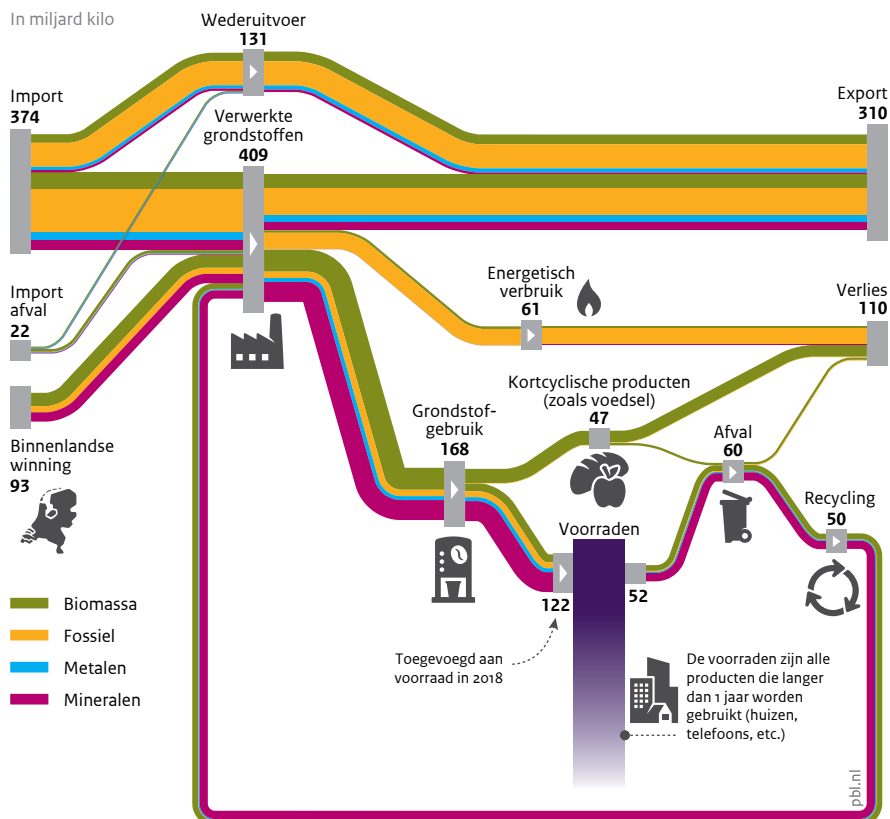 In miljard kilo
Wederuitvoer
131
Import
374
Export
310
Verwerkte
grondstoffen
409
Import
afval
22
Energetisch
verbruik
61
Verlies
110
Kortcyclische producten
(zoals voedsel)
47
Binnenlandse
winning
93
Grondstof-
gebruik
168
Afval
60
Recycling
50
Voorraden
122
52
Toegevoegd aan
voorraad in 2018
De voorraden zijn alle
producten die langer
dan 1 jaar worden
gebruikt (huizen,
telefoons, etc.)
Biomassa
Fossiel
Metalen
Mineralen
pbl.nl